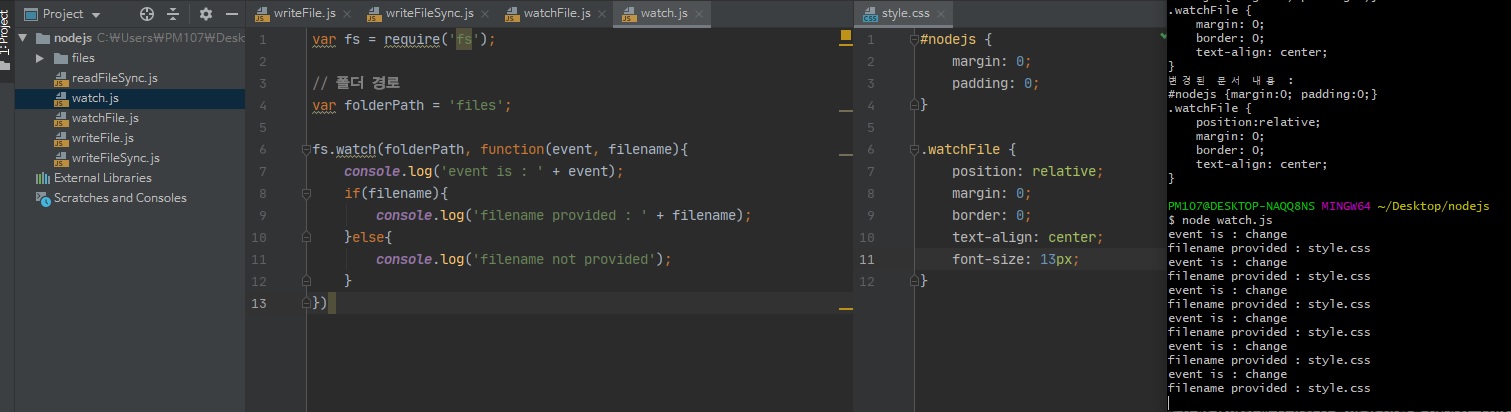 1: Project
Project
nodejs C:₩Users₩PM107₩Desk
files
readFileSync.js
watch.js
watchFile.js
writeFile.js
writeFileSync.js
External Libraries
Scratches and Consoles
writeFile.js
writeFileSync.js
watchFile.js
watch.js
1 var fs = require('fs');
2
3 // 폴더 경로
4 var folderPath = 'files';
5
6 fs.watch(folderPath, function(event, filename){
7 console.log('event is : ' + event);
8 if(filename){
9 console.log('filename provided : ' + filename);
10 }else{
11 console.log('filename not provided');
12 }
13 })
style.css
1 #nodejs {
2 margin: 0;
3 padding: 0;
4 }
5
6 .watchFile {
7 position: relative;
8 margin: 0;
9 border: 0;
10 text-align: center;
11 font-size: 13px;
12 }
.watchFile {
margin: 0;
border: 0;
text-align: center;
}
변경된 문서 내용 :
#nodejs {margin:0; padding:0;}
.watchFile {
position:relative;
margin: 0;
border: 0;
text-align: center;
}
PM107@DESKTOP-NAQQ8NS MINGW64 ~/Desktop/nodejs
$ node watch.js
event is : change
filename provided : style.css
event is : change
filename provided : style.css
event is : change
filename provided : style.css
event is : change
filename provided : style.css
event is : change
filename provided : style.css
event is : change
filename provided : style.css